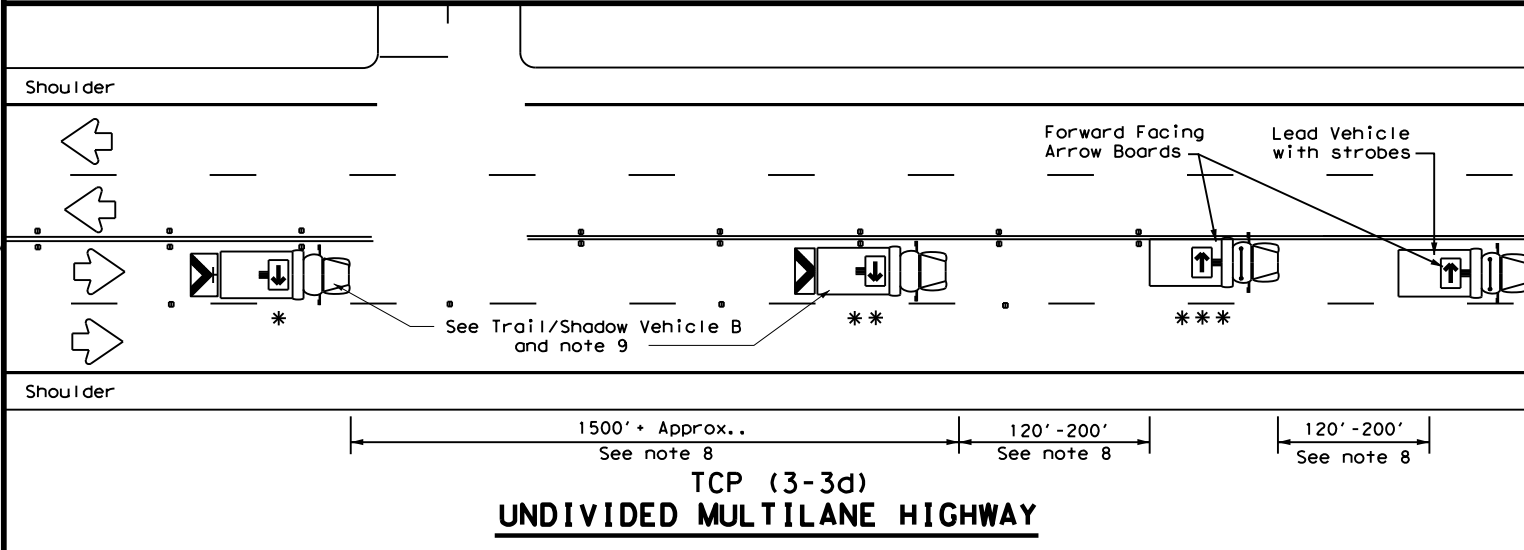 Shoulder
Forward Facing
Arrow Boards
Lead Vehicle
with strobes
*
**
***
See Trail/Shadow Vehicle B
and note 9
Shoulder
1500'+ Approx..
See note 8
120'-200'
See note 8
120'-200'
See note 8
TCP (3-3d)
UNDIVIDED MULTILANE HIGHWAY